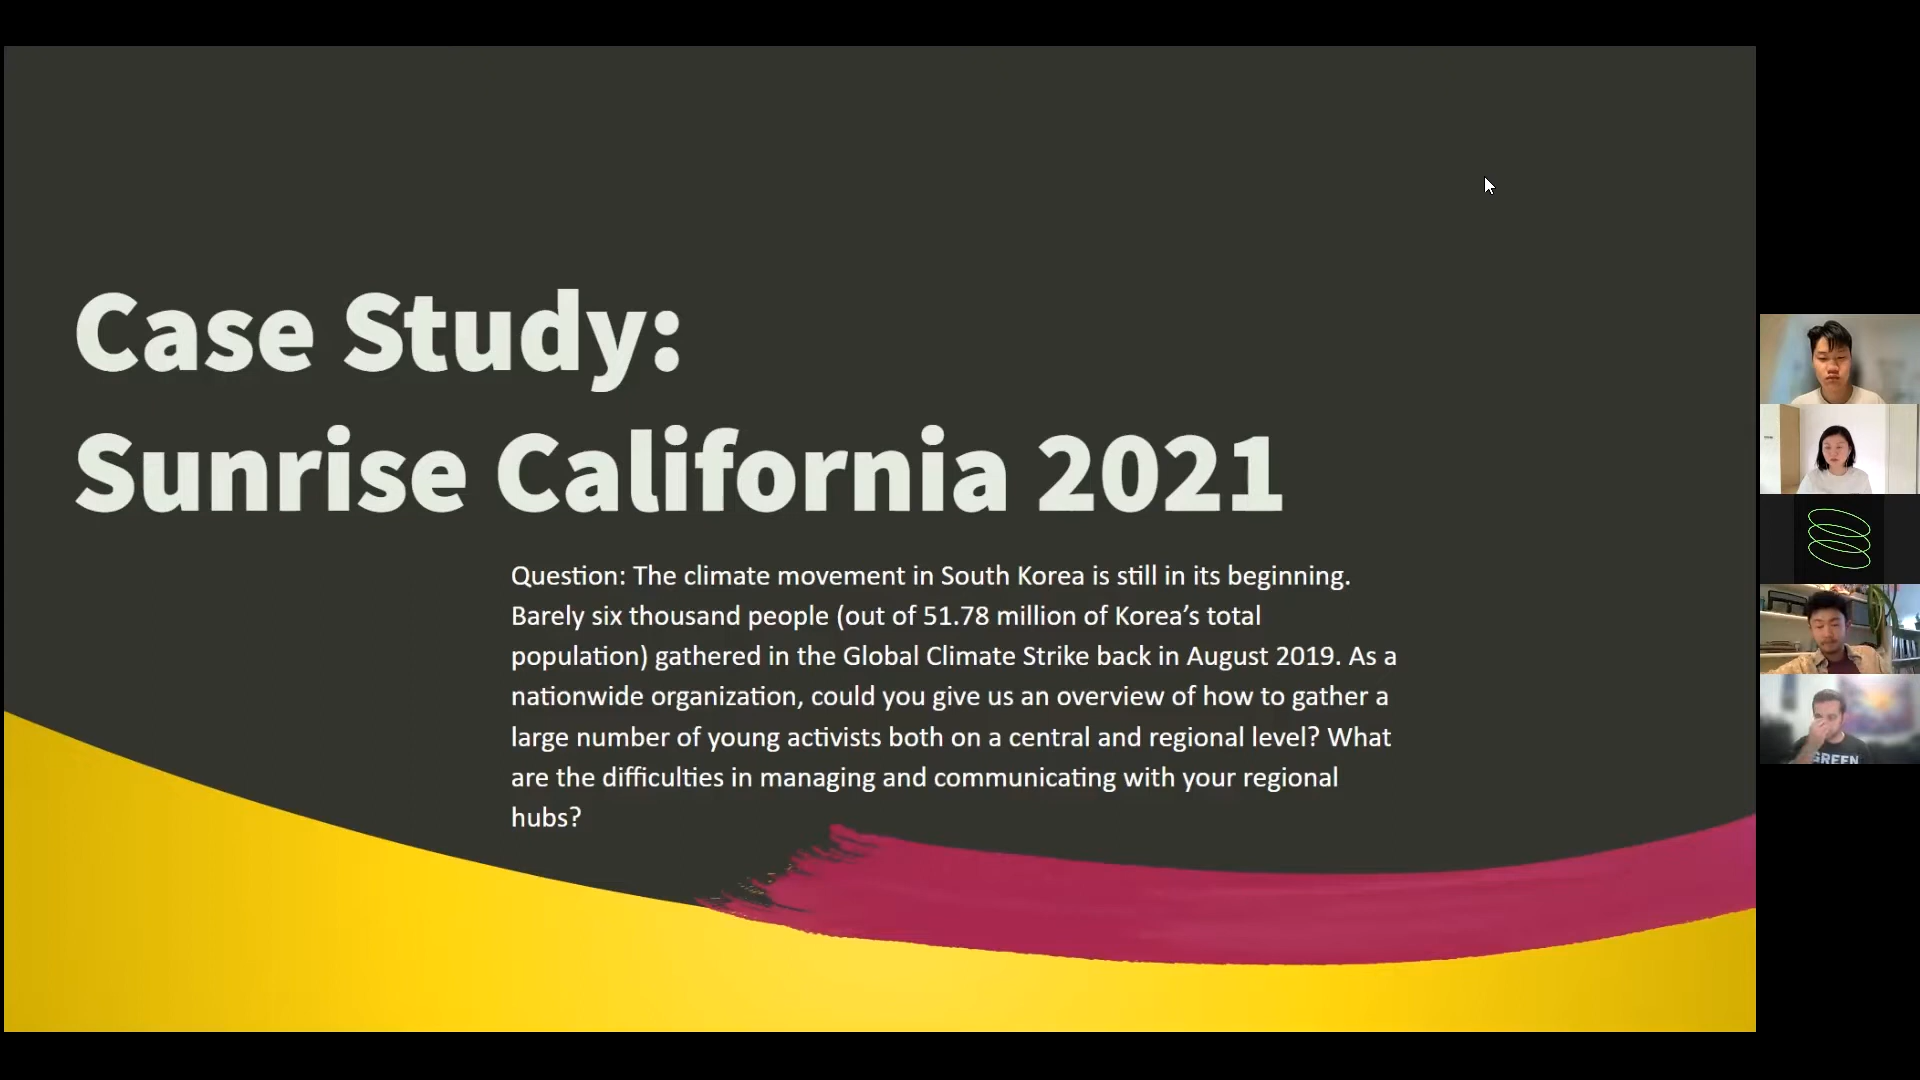 Case Study:
Sunrise California 2021
Question: The climate movement in South Korea is still in its beginning.
Barely six thousand people (out of 51.78 million of Korea’s total
population) gathered in the Global Climate Strike back in August 2019. As a
nationwide organization, could you give us an overview of how to gather a
large number of young activists both on a central and regional level? What
are the difficulties in managing and communicating with your regional
hubs?
GREEN